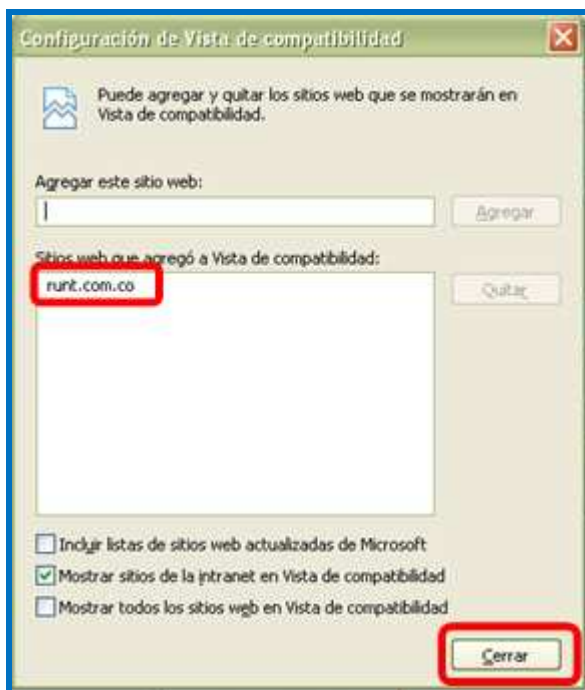 Configuración de Vista de compatibilidad
Puede agregar y quitar los sitios web que se mostrarán en
Vista de compatibilidad.
Agregar este sitio web:
Agregar
Sitios web que agregó a Vista de compatibilidad:
runt.com.co
Quitar
Incluir listas de sitios web actualizadas de Microsoft
Mostrar sitios de la intranet en Vista de compatibilidad
Mostrar todos los sitios web en Vista de compatibilidad
Cerrar